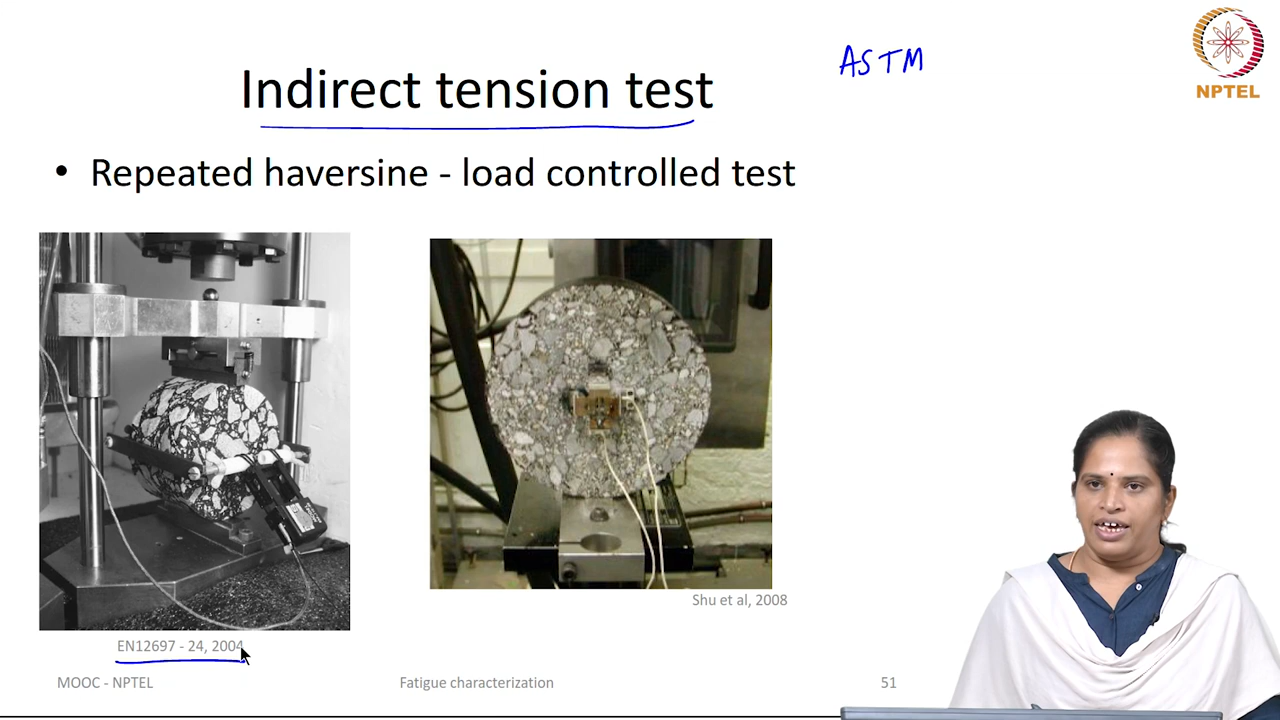 ASTM
NPTEL
Indirect tension test
• Repeated haversine - load controlled test
Shu et al, 2008
EN12697 - 24, 2004
MOOC - NPTEL
Fatigue characterization
51